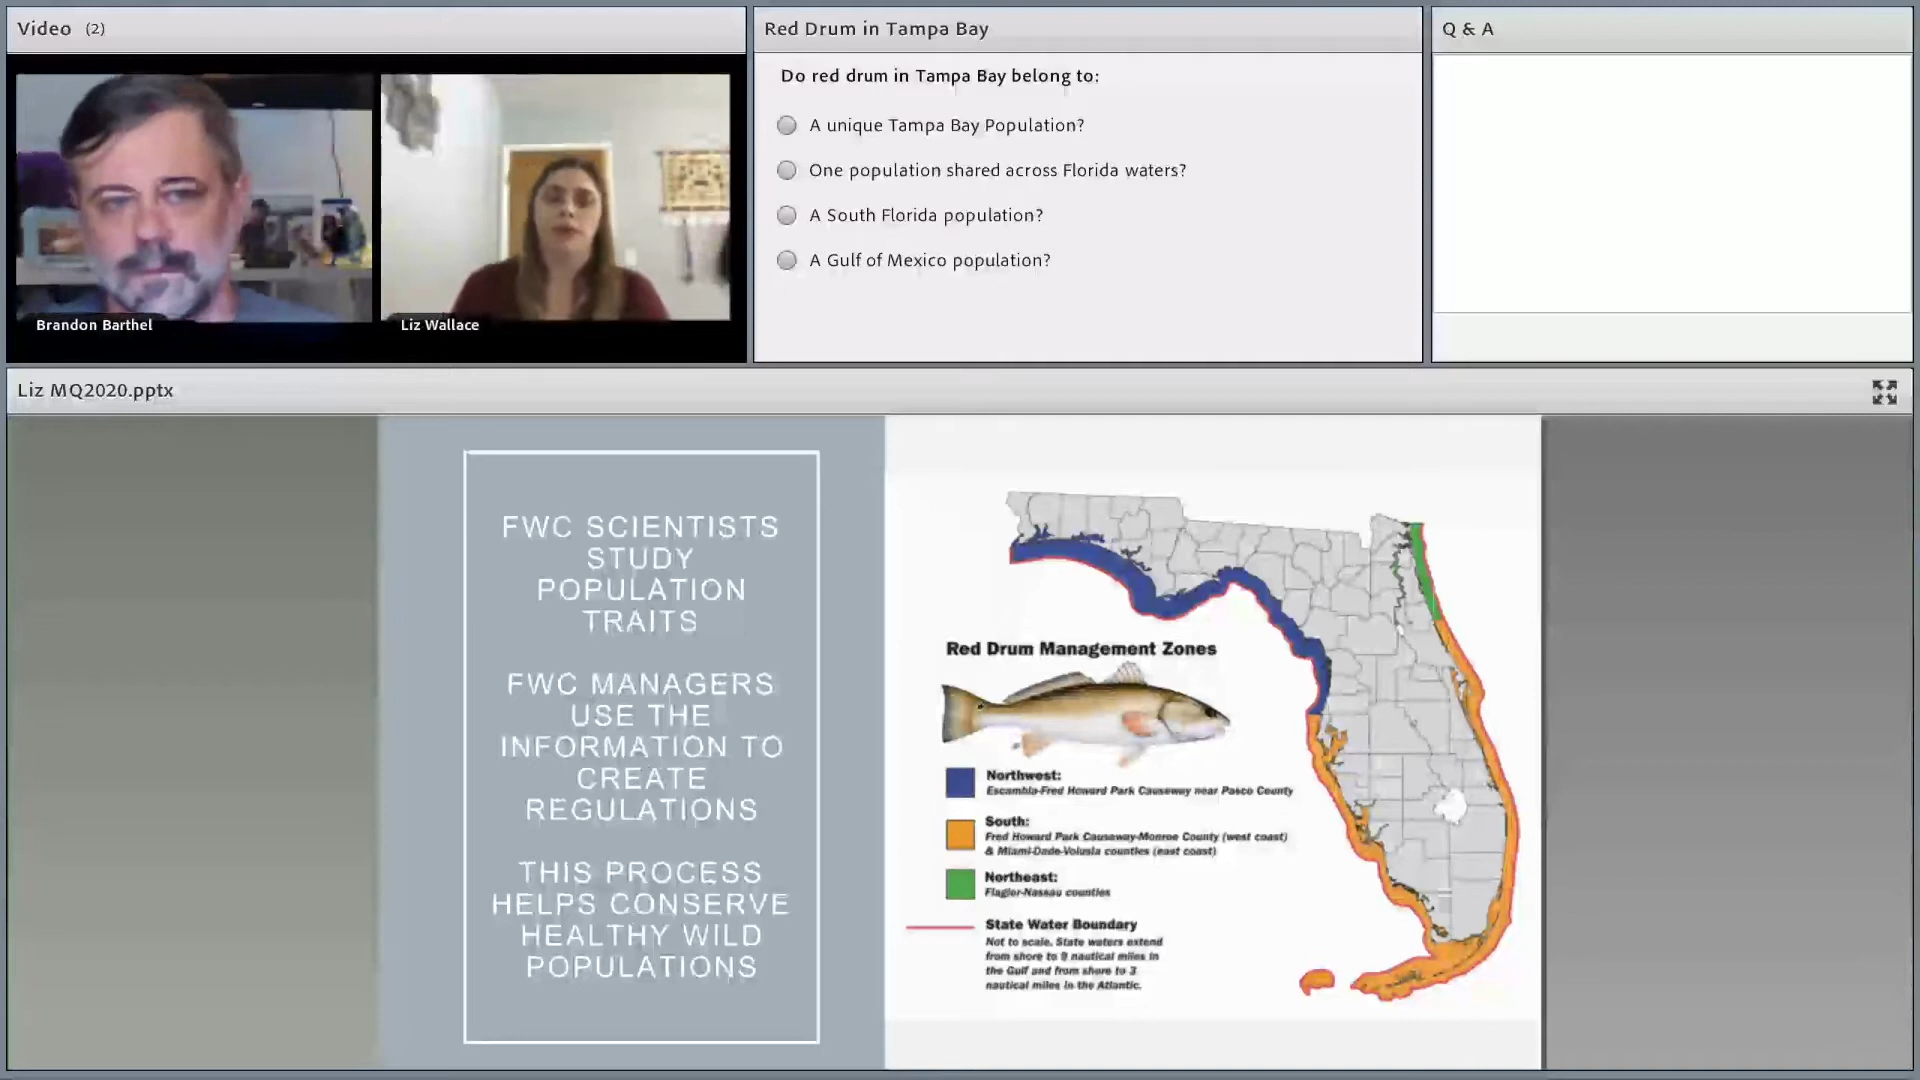 Video (2)
Brandon Barthel
Liz Wallace
Red Drum in Tampa Bay
Do red drum in Tampa Bay belong to:
A unique Tampa Bay Population?
One population shared across Florida waters?
A South Florida population?
A Gulf of Mexico population?
Q & A
Liz MQ2020.pptx
FWC SCIENTISTS
STUDY
POPULATION
TRAITS
FWC MANAGERS
USE THE
INFORMATION TO
CREATE
REGULATIONS
THIS PROCESS
HELPS CONSERVE
HEALTHY WILD
POPULATIONS
Red Drum Management Zones
Northwest:
Escambia-Fred Howard Park Causeway near Pasco County
South:
Fred Howard Park Causeway-Monroe County (west coast)
& Miami-Dade-Volusia counties (east coast)
Northeast:
Flagler-Nassau counties
State Water Boundary
Not to scale. State waters extend
from shore to 9 nautical miles in
the Gulf and from shore to 3
nautical miles in the Atlantic.